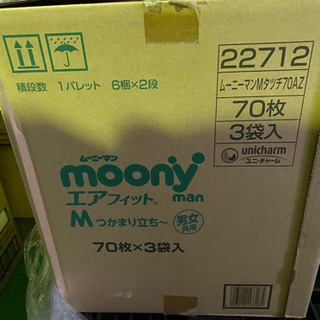 積段数 1パレット 6梱×2段
22712
ムーニーマンMタッチ70AZ
70枚
3袋入
unicharm
ユニ・チャーム
ムーニーマン
moony
man
エアフィット®
Mつかまり立ち〜
男女
共用
70枚×3袋入